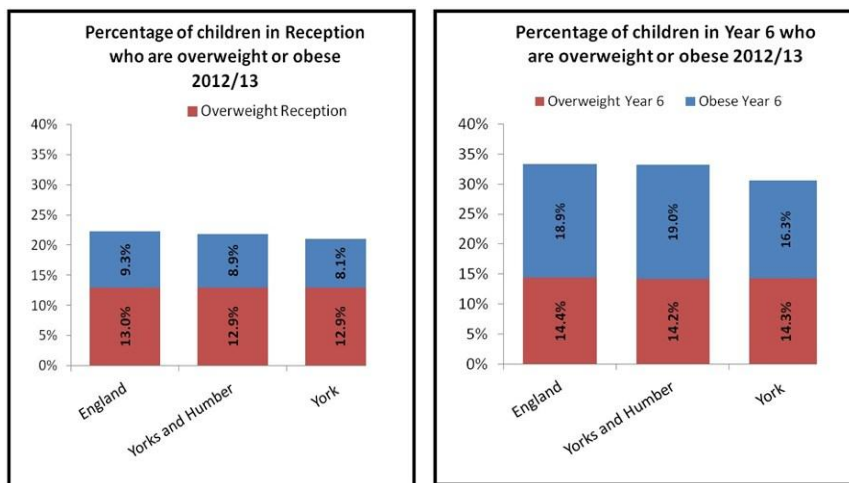 Percentage of children in Reception
who are overweight or obese
2012/13
Overweight Reception
40%
35%
30%
25%
20%
15%
10%
5%
0%
9.3%
8.9%
8.1%
13.0%
12.9%
12.9%
England
Yorks and Humber
York
Percentage of children in Year 6 who
are overweight or obese 2012/13
Overweight Year 6 Obese Year 6
40%
35%
30%
25%
20%
15%
10%
5%
0%
18.9%
19.0%
16.3%
14.4%
14.2%
14.3%
England
Yorks and Humber
York